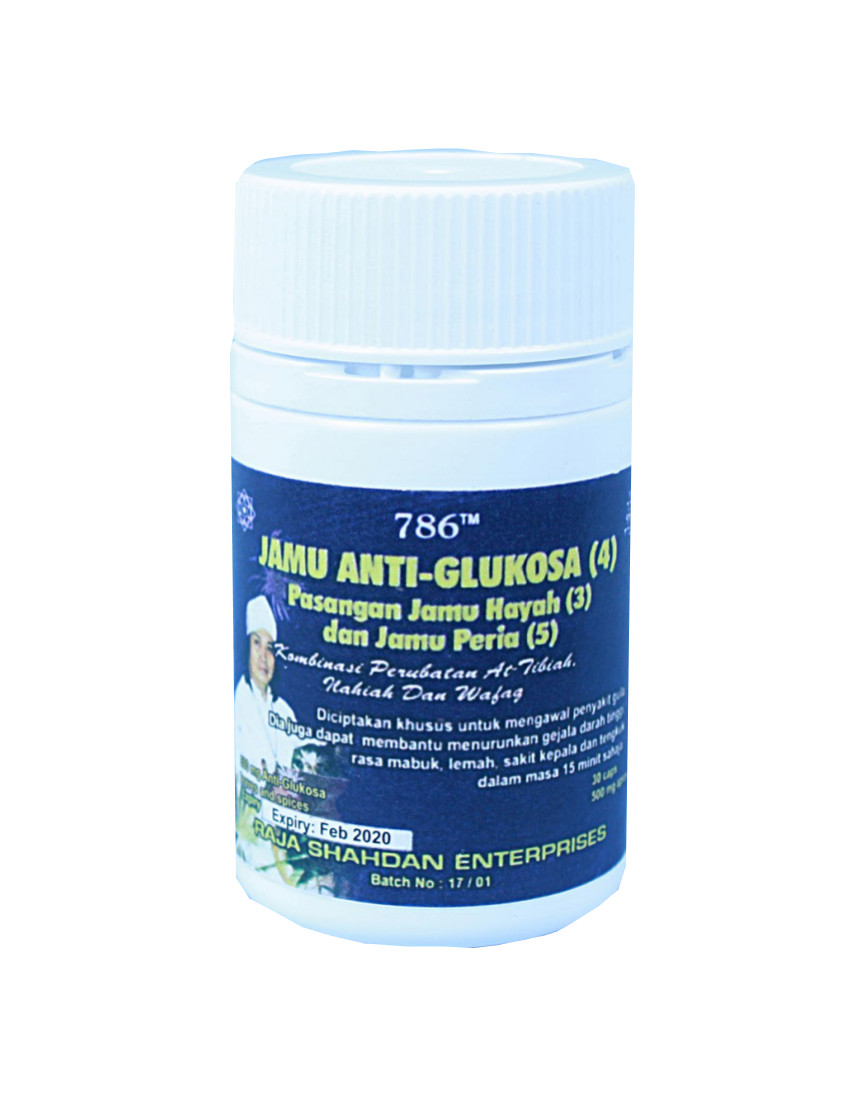 786™
JAMU ANTI-GLUKOSA (4)
Pasangan Jamu Hayah (3)
dan Jamu Peria (5)
Kombinasi Perubatan At-Tibiah,
Ilahiah Dan Wafaq
Diciptakan khusus untuk mengawal penyakit gula
Dia juga dapat membantu menurunkan gejala darah tinggi
rasa mabuk, lemah, sakit kepala dan tengkuk
dalam masa 15 minit sahaja
30 caps
500 mg
mg Anti-Glukosa
and spices
Expiry: Feb 2020
RAJA SHAHDAN ENTERPRISES
Batch No : 17 / 01